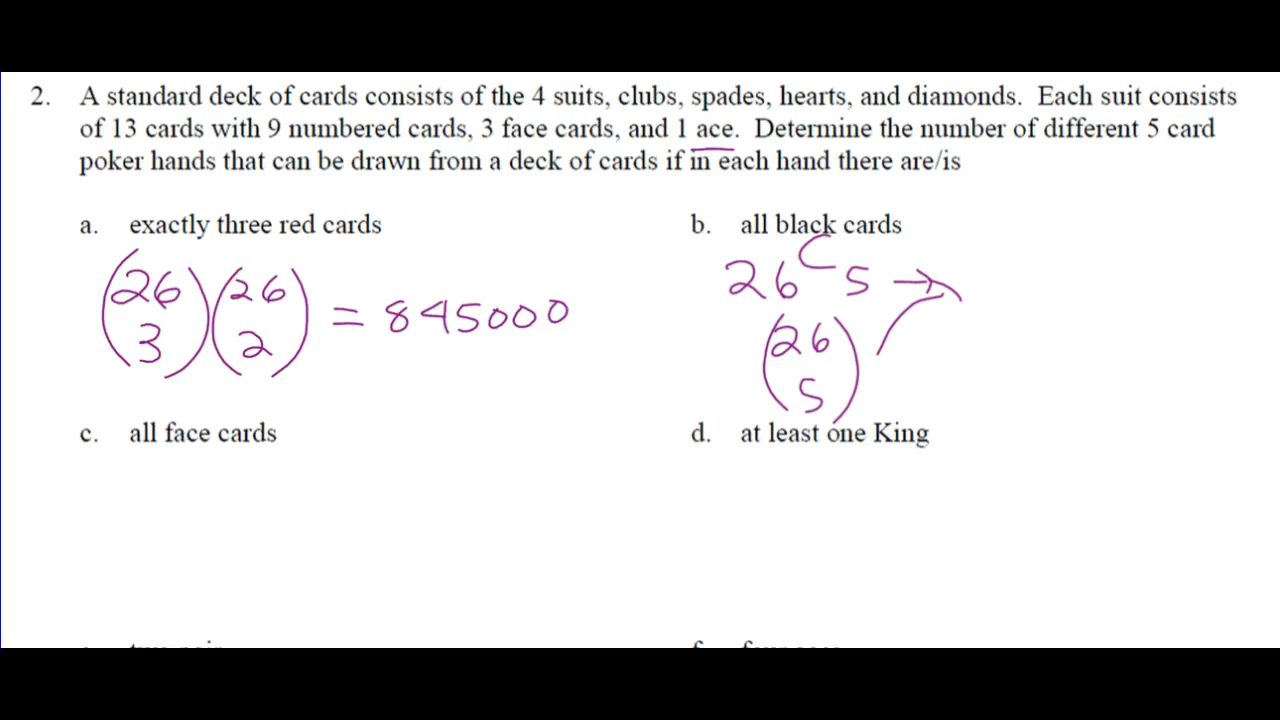 2. A standard deck of cards consists of the 4 suits, clubs, spades, hearts, and diamonds. Each suit consists
of 13 cards with 9 numbered cards, 3 face cards, and 1 ace. Determine the number of different 5 card
poker hands that can be drawn from a deck of cards if in each hand there are/is
a. exactly three red cards
b. all black cards
(26 3)(26 2) = 845000
26 C 5 →
(26 5)
c. all face cards
d. at least one King